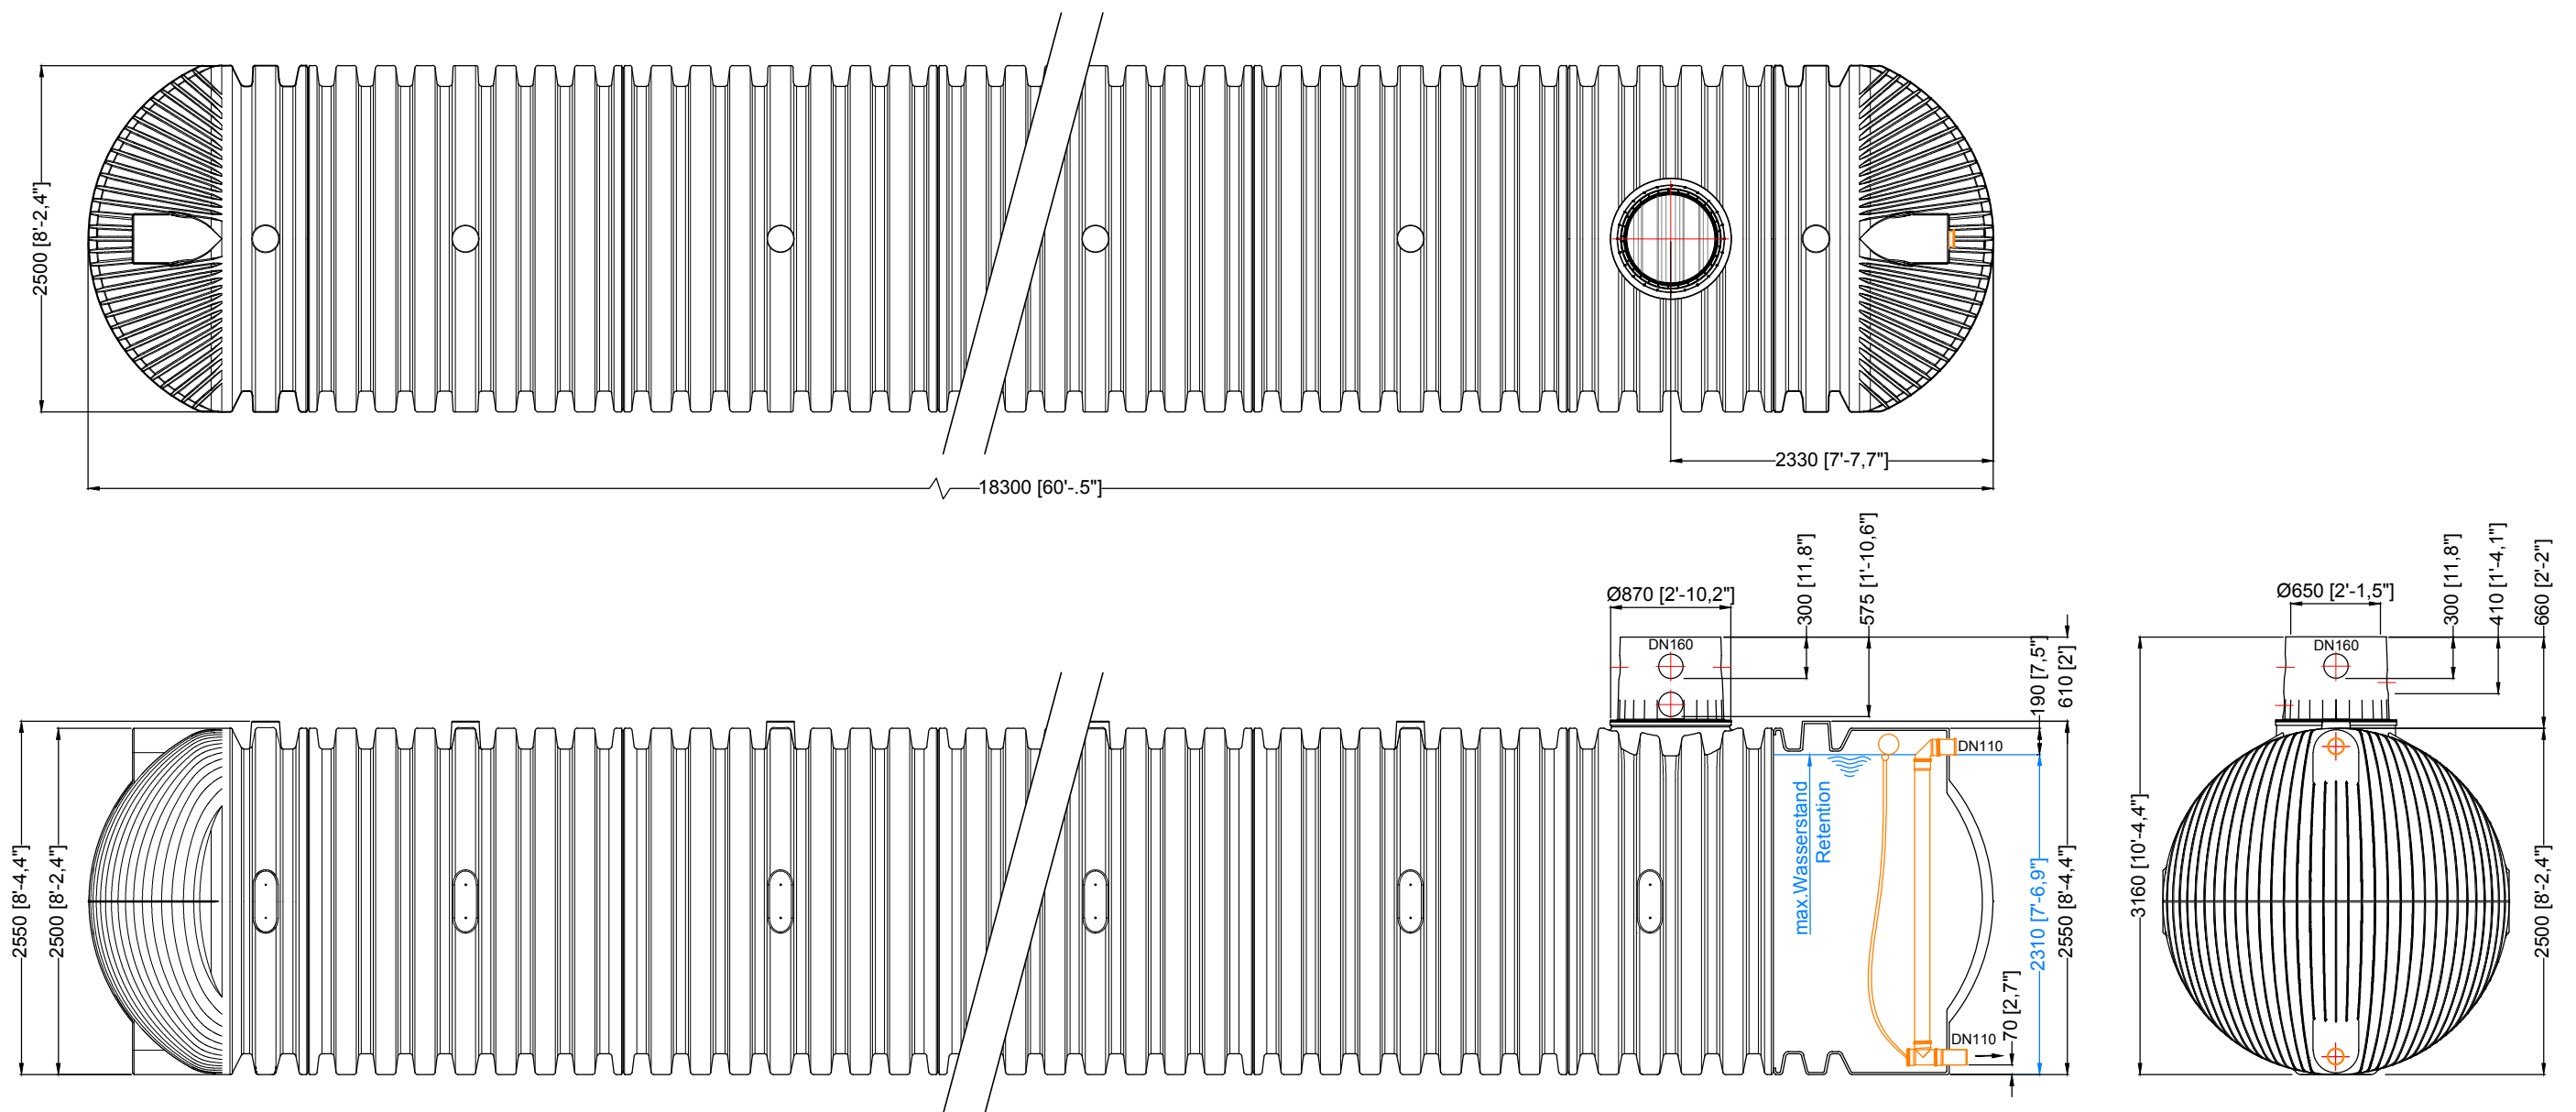 2500 [8'-2,4"]
2330 [7'-7,7"]
18300 [60'-.5"]
Ø870 [2'-10,2"]
300 [11,8"]
575 [1'-10,6"]
190 [7,5"]
610 [2']
DN160
DN110
max.Wasserstand
Retention
2310 [7'-6,9"]
2550 [8'-4,4"]
70 [2,7"]
DN110
2550 [8'-4,4"]
2500 [8'-2,4"]
Ø650 [2'-1,5"]
300 [11,8"]
410 [1'-4,1"]
660 [2'-2"]
DN160
3160 [10'-4,4"]
2500 [8'-2,4"]